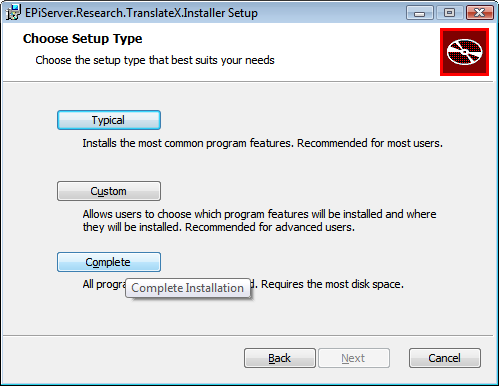 EPiServer.Research.TranslateX.Installer Setup
Choose Setup Type
Choose the setup type that best suits your needs
Typical
Installs the most common program features. Recommended for most users.
Custom
Allows users to choose which program features will be installed and where
they will be installed. Recommended for advanced users.
Complete
All progra d. Requires the most disk space.
Complete Installation
Back Next Cancel